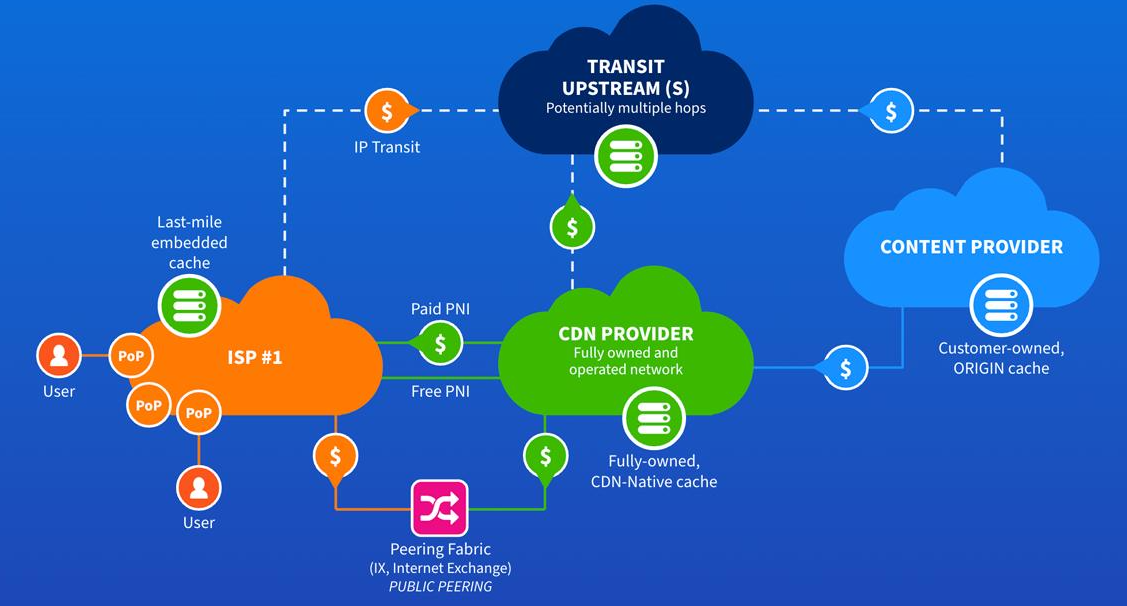 TRANSIT
UPSTREAM (S)
Potentially multiple hops
$
IP Transit
$
$
Last-mile
embedded
cache
CONTENT PROVIDER
Customer-owned,
ORIGIN cache
Paid PNI
$
Free PNI
CDN PROVIDER
Fully owned and
operated network
ISP #1
PoP
User
PoP
PoP
User
$
$
$
Fully-owned,
CDN-Native cache
Peering Fabric
(IX, Internet Exchange)
PUBLIC PEERING